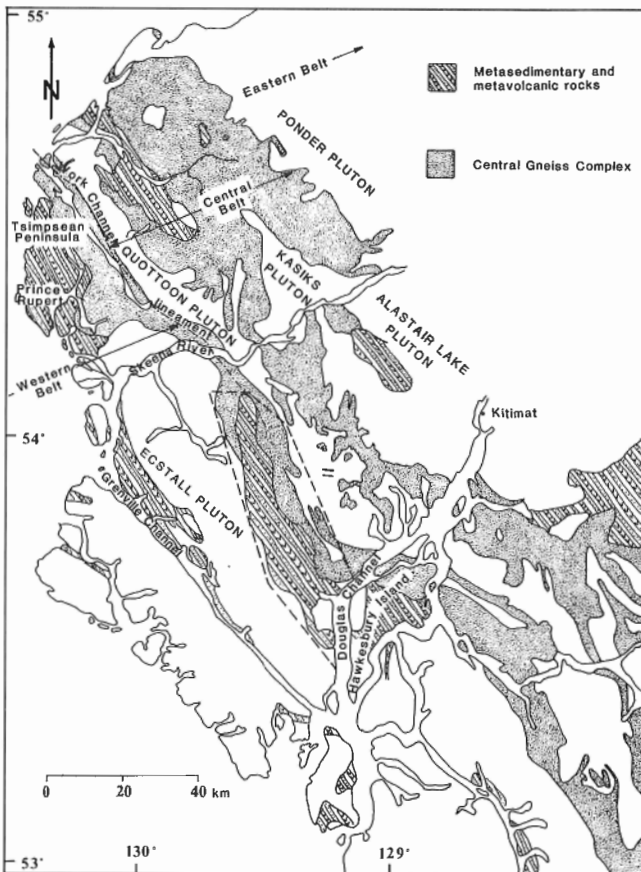 55°
N
Eastern Belt
Metasedimentary and
metavolcanic rocks
PONDER PLUTON
Central Gneiss Complex
Work Channel
Central
Belt
Tsimpsean
Peninsula
QUOTTOON PLUTON
lineament
KASIKS
PLUTON
Prince
Rupert
ALASTAIR LAKE
PLUTON
Skeena River
Western
Belt
Kitimat
54°
ECSTALL PLUTON
Grenville Channel
Douglas Channel
Hawkesbury Island
0 20 40 km
53°
130°
129°